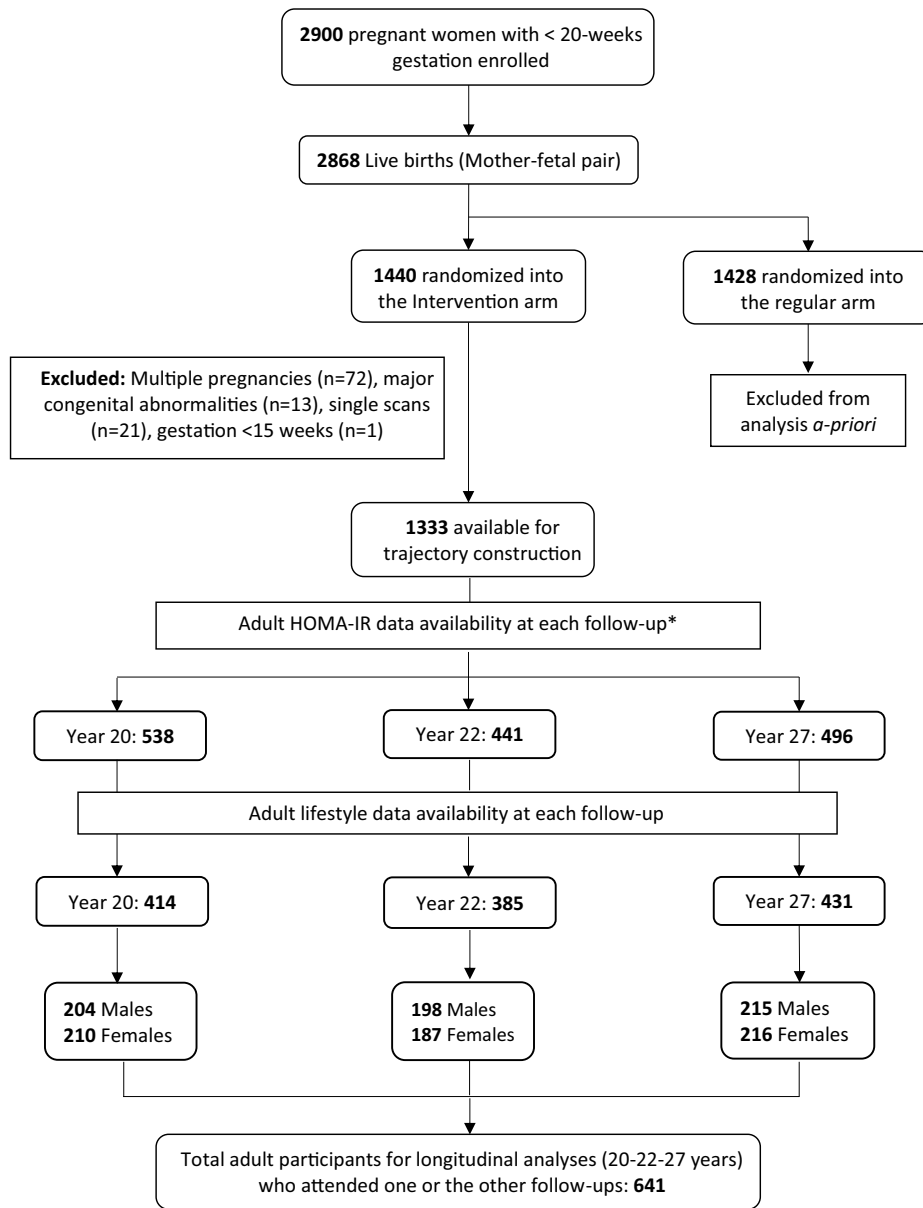 2900 pregnant women with < 20-weeks
gestation enrolled
2868 Live births (Mother-fetal pair)
1440 randomized into
the Intervention arm
1428 randomized into
the regular arm
Excluded: Multiple pregnancies (n=72), major
congenital abnormalities (n=13), single scans
(n=21), gestation <15 weeks (n=1)
Excluded from
analysis a-priori
1333 available for
trajectory construction
Adult HOMA-IR data availability at each follow-up*
Year 20: 538
Year 22: 441
Year 27: 496
Adult lifestyle data availability at each follow-up
Year 20: 414
Year 22: 385
Year 27: 431
204 Males
210 Females
198 Males
187 Females
215 Males
216 Females
Total adult participants for longitudinal analyses (20-22-27 years)
who attended one or the other follow-ups: 641